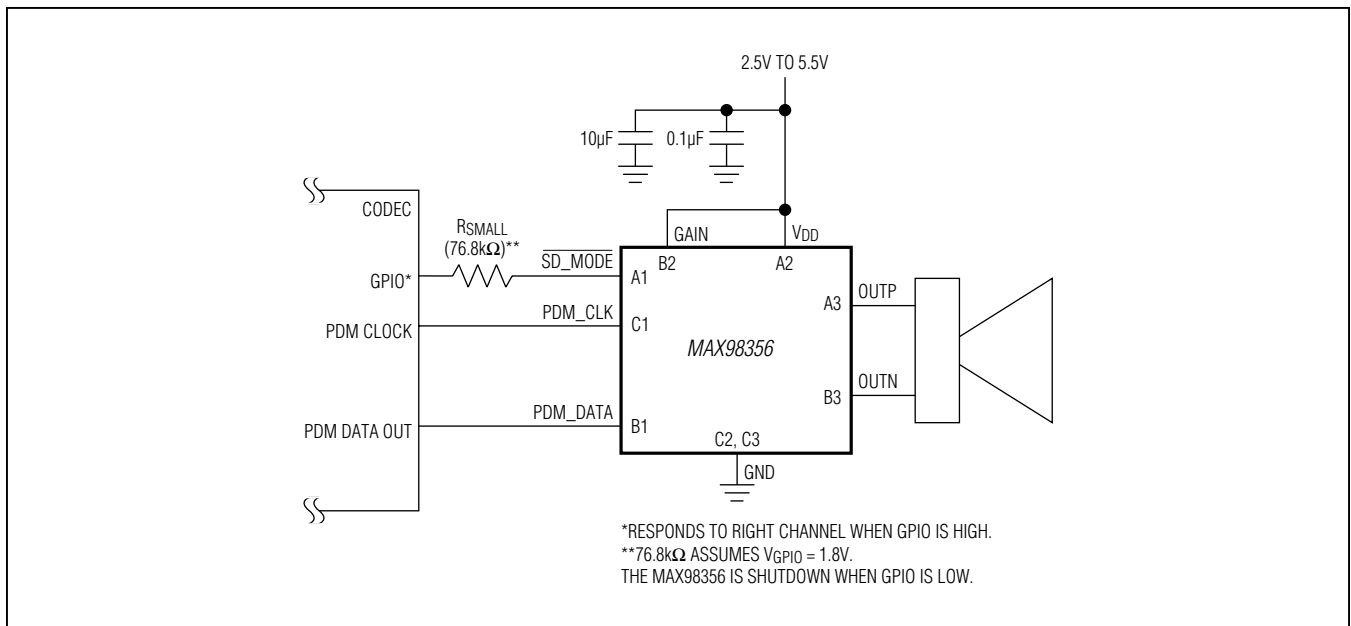 2.5V TO 5.5V
10µF
0.1µF
CODEC
RSMALL
(76.8kΩ)**
GPIO*
SD_MODE
A1
GAIN
B2
VDD
A2
PDM CLOCK
PDM_CLK
C1
MAX98356
A3
OUTP
B3
OUTN
PDM DATA OUT
PDM_DATA
B1
C2, C3
GND
*RESPONDS TO RIGHT CHANNEL WHEN GPIO IS HIGH.
**76.8kΩ ASSUMES VGPIO = 1.8V.
THE MAX98356 IS SHUTDOWN WHEN GPIO IS LOW.